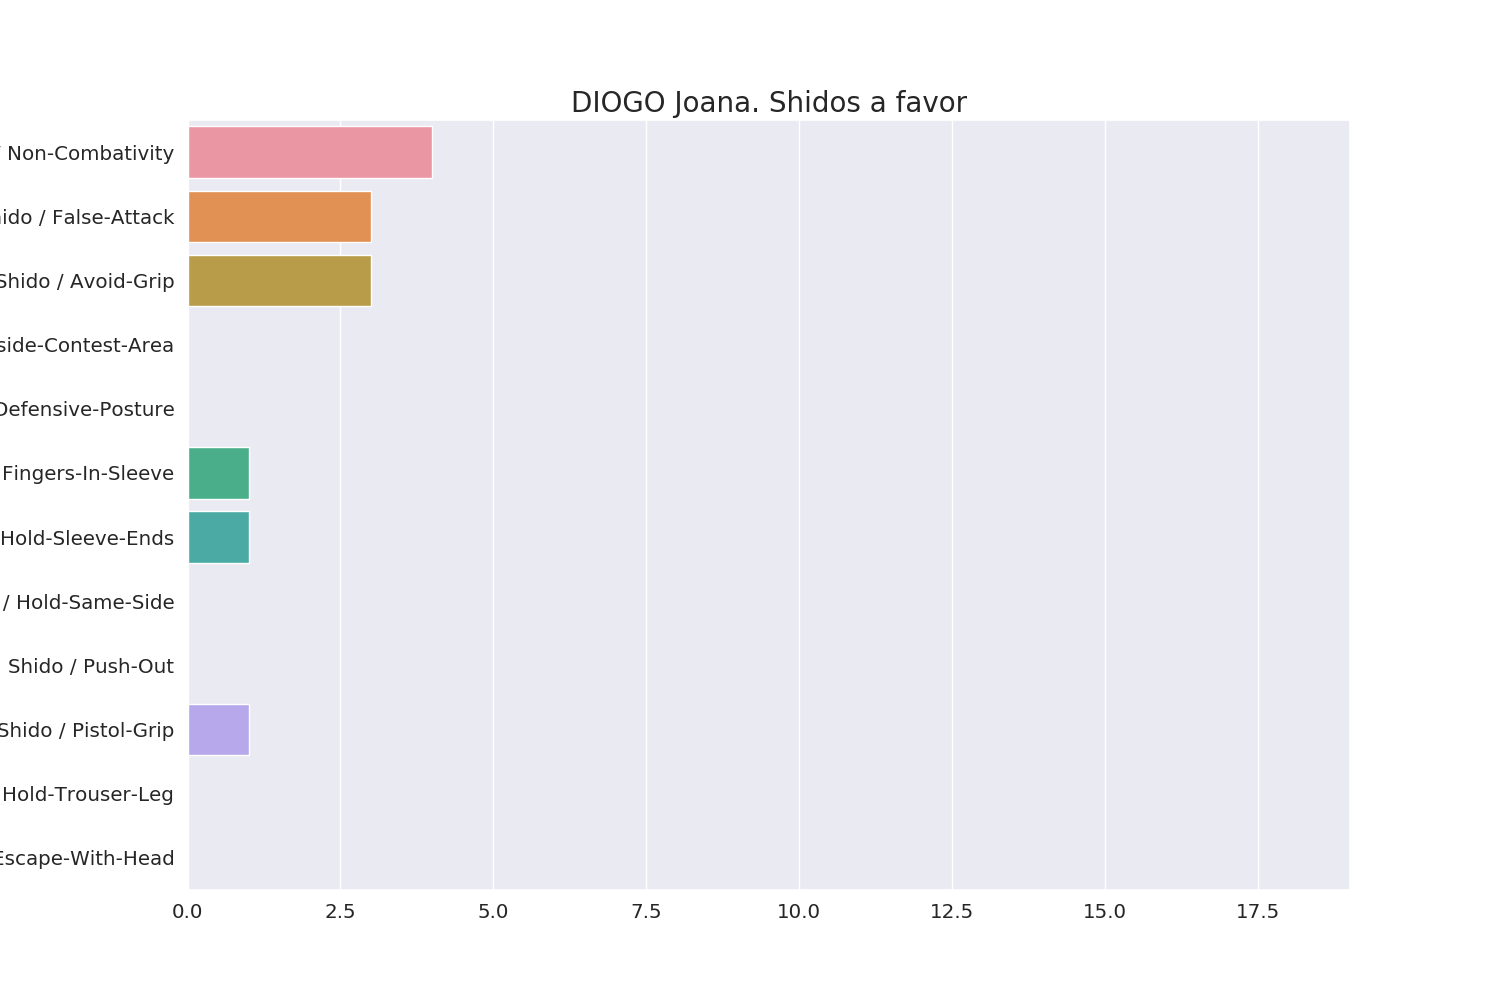 DIOGO Joana. Shidos a favor
/ Non-Combativity
ido / False-Attack
Shido / Avoid-Grip
side-Contest-Area
Defensive-Posture
Fingers-In-Sleeve
Hold-Sleeve-Ends
/ Hold-Same-Side
Shido / Push-Out
Shido / Pistol-Grip
Hold-Trouser-Leg
Escape-With-Head
0.0 2.5 5.0 7.5 10.0 12.5 15.0 17.5